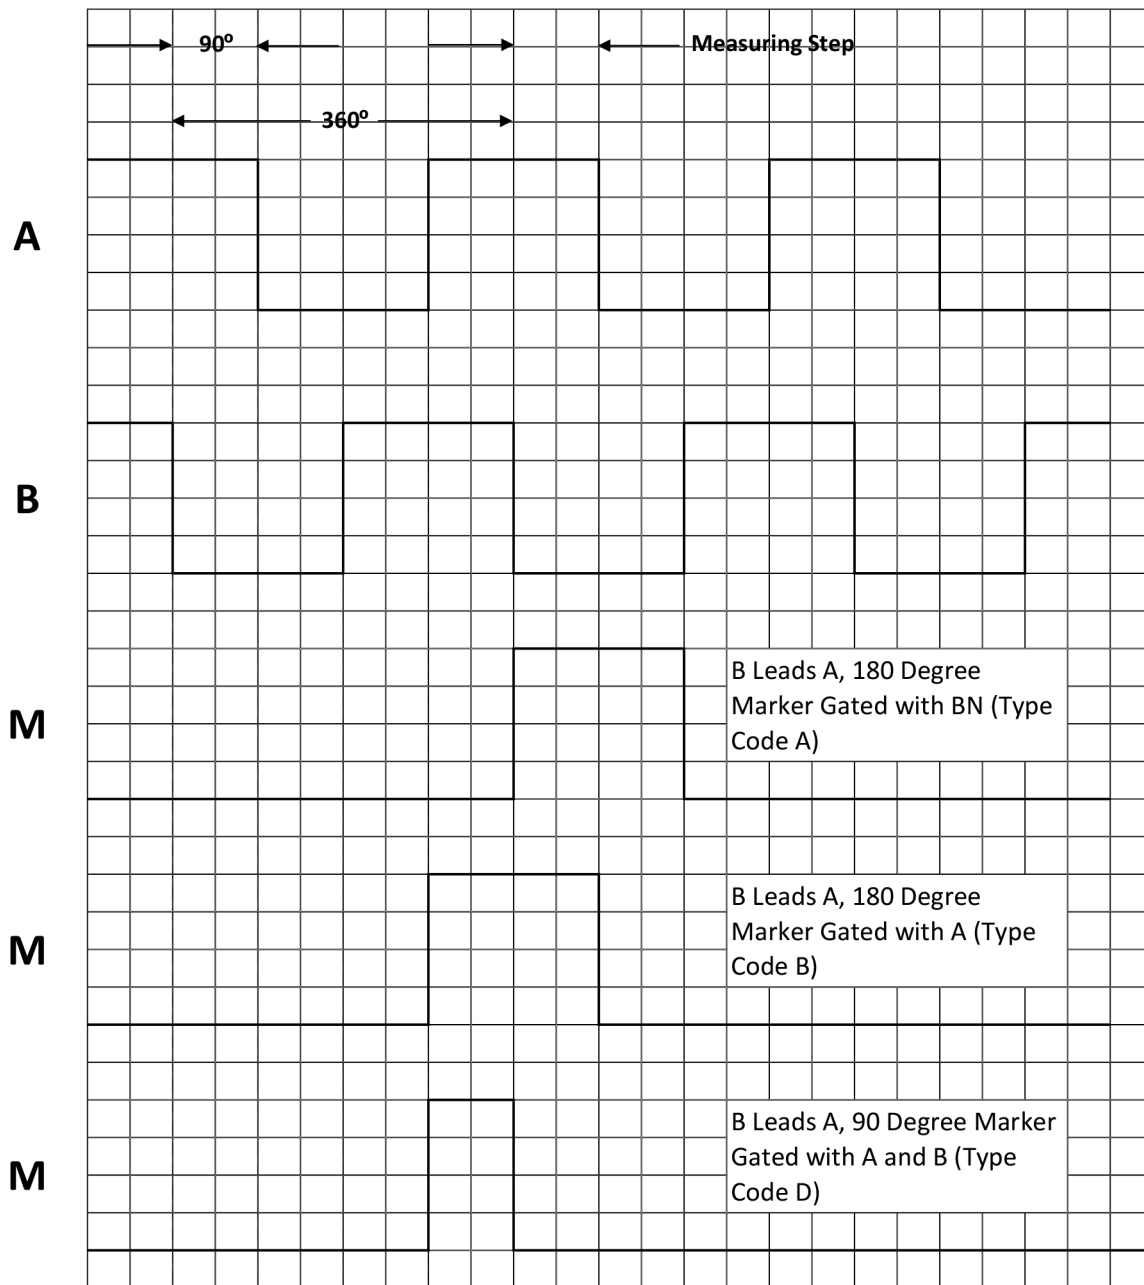 90º
Measuring Step
360º
A
B
M
B Leads A, 180 Degree
Marker Gated with BN (Type
Code A)
M
B Leads A, 180 Degree
Marker Gated with A (Type
Code B)
M
B Leads A, 90 Degree Marker
Gated with A and B (Type
Code D)